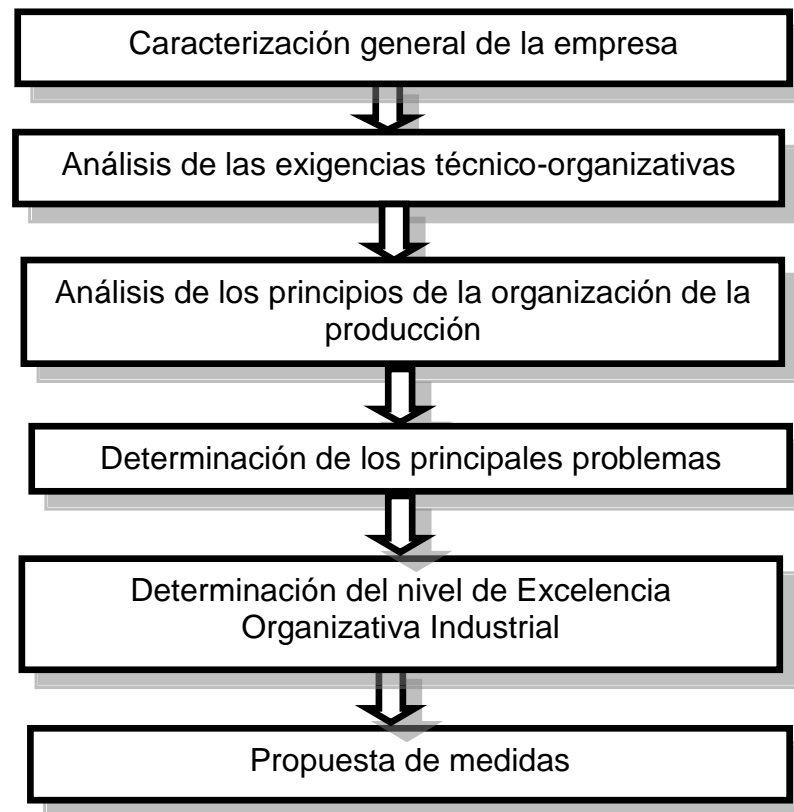 Caracterización general de la empresa
Análisis de las exigencias técnico-organizativas
Análisis de los principios de la organización de la
producción
Determinación de los principales problemas
Determinación del nivel de Excelencia
Organizativa Industrial
Propuesta de medidas